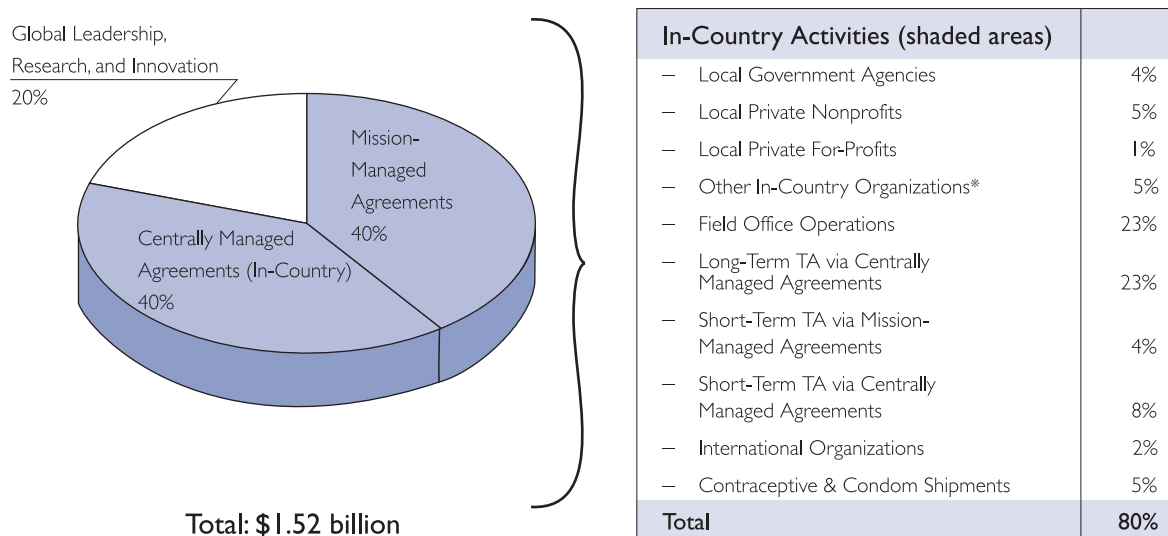 Global Leadership,
Research, and Innovation
20%
Mission-
Managed
Agreements
40%
Centrally Managed
Agreements (In-Country)
40%
Total: $1.52 billion
In-Country Activities (shaded areas)
– Local Government Agencies 4%
– Local Private Nonprofits 5%
– Local Private For-Profits 1%
– Other In-Country Organizations* 5%
– Field Office Operations 23%
– Long-Term TA via Centrally
Managed Agreements 23%
– Short-Term TA via Mission-
Managed Agreements 4%
– Short-Term TA via Centrally
Managed Agreements 8%
– International Organizations 2%
– Contraceptive & Condom Shipments 5%
Total 80%